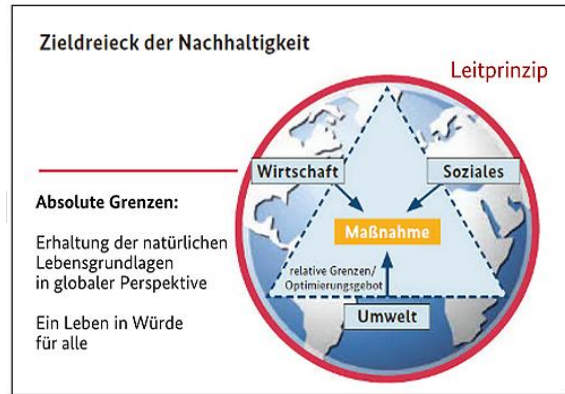 Zieldreieck der Nachhaltigkeit
Leitprinzip
Wirtschaft
Soziales
Absolute Grenzen:
Maßnahme
Erhaltung der natürlichen
Lebensgrundlagen
in globaler Perspektive
relative Grenzen/
Optimierungsgebot
Umwelt
Ein Leben in Würde
für alle